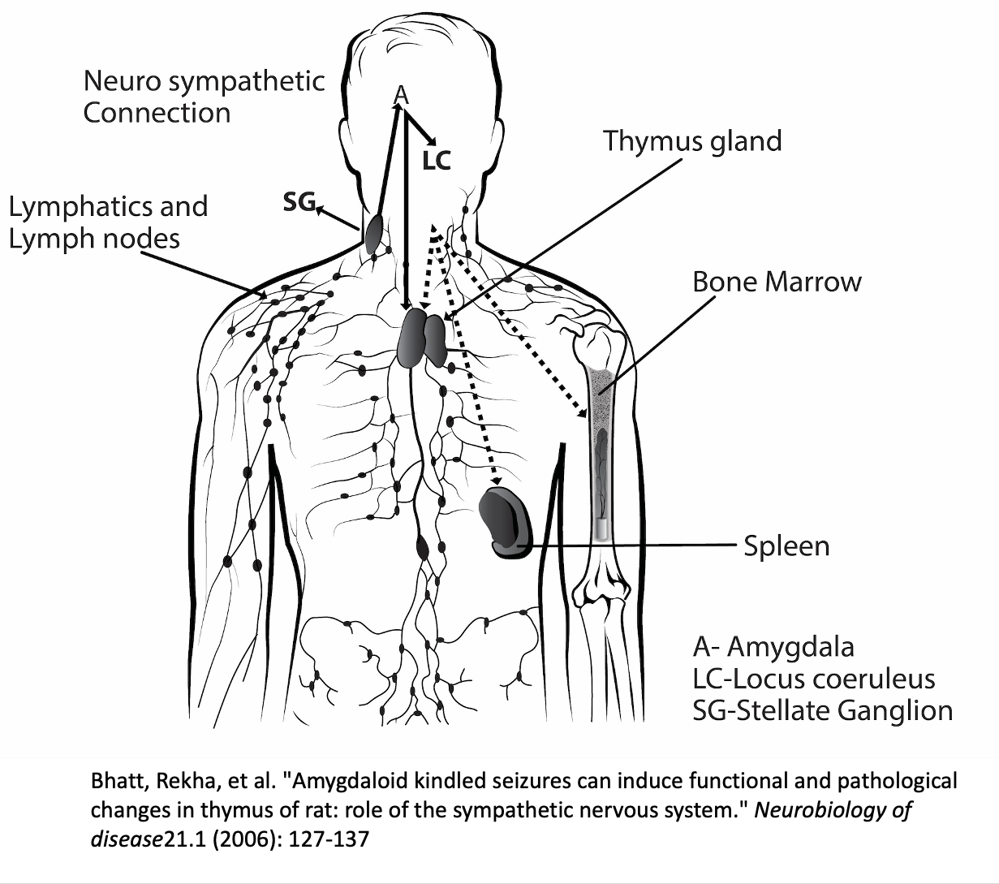 Neuro sympathetic
Connection
A
LC
Thymus gland
SG
Lymphatics and
Lymph nodes
Bone Marrow
Spleen
A- Amygdala
LC-Locus coeruleus
SG-Stellate Ganglion
Bhatt, Rekha, et al. "Amygdaloid kindled seizures can induce functional and pathological
changes in thymus of rat: role of the sympathetic nervous system." Neurobiology of
disease21.1 (2006): 127-137